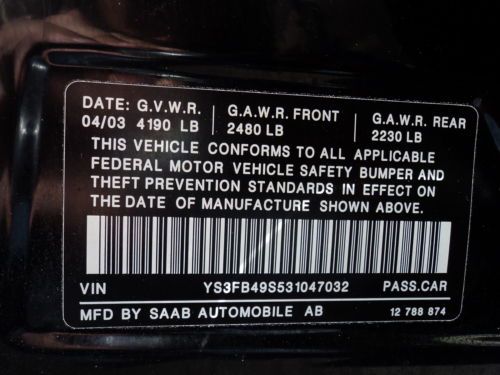 DATE: G.V.W.R. G.A.W.R. FRONT G.A.W.R. REAR
04/03 4190 LB 2480 LB 2230 LB
THIS VEHICLE CONFORMS TO ALL APPLICABLE
FEDERAL MOTOR VEHICLE SAFETY BUMPER AND
THEFT PREVENTION STANDARDS IN EFFECT ON
THE DATE OF MANUFACTURE SHOWN ABOVE.
VIN YS3FB49S531047032 PASS.CAR
MFD BY SAAB AUTOMOBILE AB 12 788 874